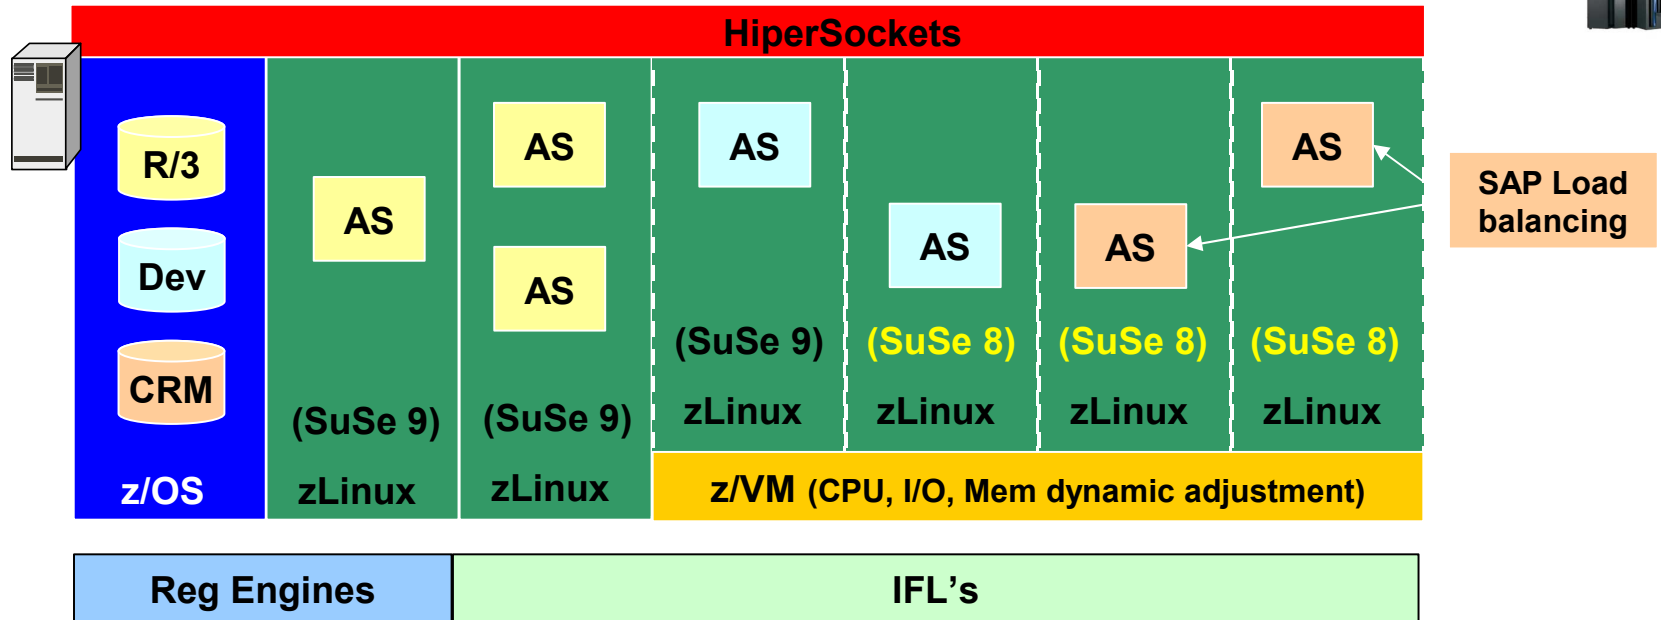 HiperSockets
R/3
Dev
CRM
z/OS
AS
(SuSe 9)
zLinux
AS
AS
(SuSe 9)
zLinux
AS
(SuSe 9)
zLinux
AS
(SuSe 8)
zLinux
AS
(SuSe 8)
zLinux
AS
(SuSe 8)
zLinux
z/VM (CPU, I/O, Mem dynamic adjustment)
SAP Load
balancing
Reg Engines
IFL’s